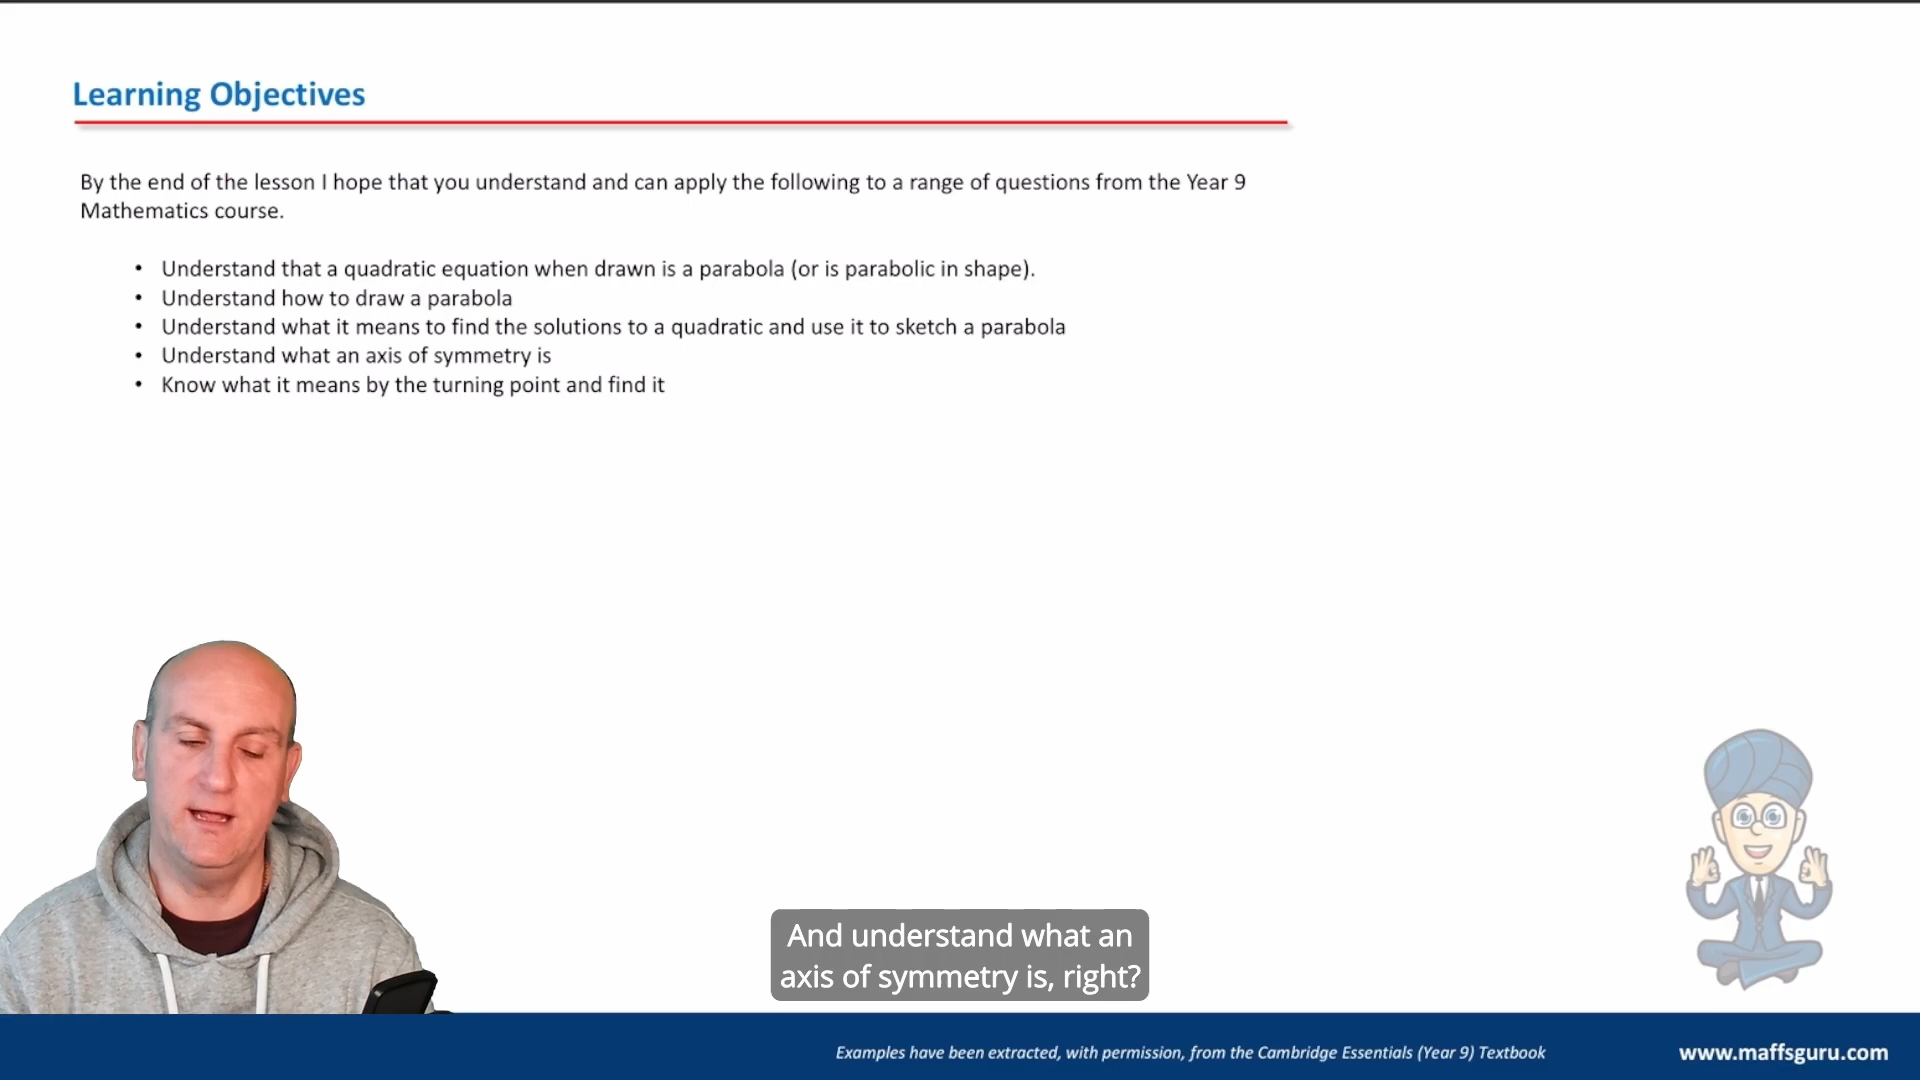 Learning Objectives
By the end of the lesson I hope that you understand and can apply the following to a range of questions from the Year 9
Mathematics course.
• Understand that a quadratic equation when drawn is a parabola (or is parabolic in shape).
• Understand how to draw a parabola
• Understand what it means to find the solutions to a quadratic and use it to sketch a parabola
• Understand what an axis of symmetry is
• Know what it means by the turning point and find it
And understand what an
axis of symmetry is, right?
Examples have been extracted, with permission, from the Cambridge Essentials (Year 9) Textbook
www.maffsguru.com